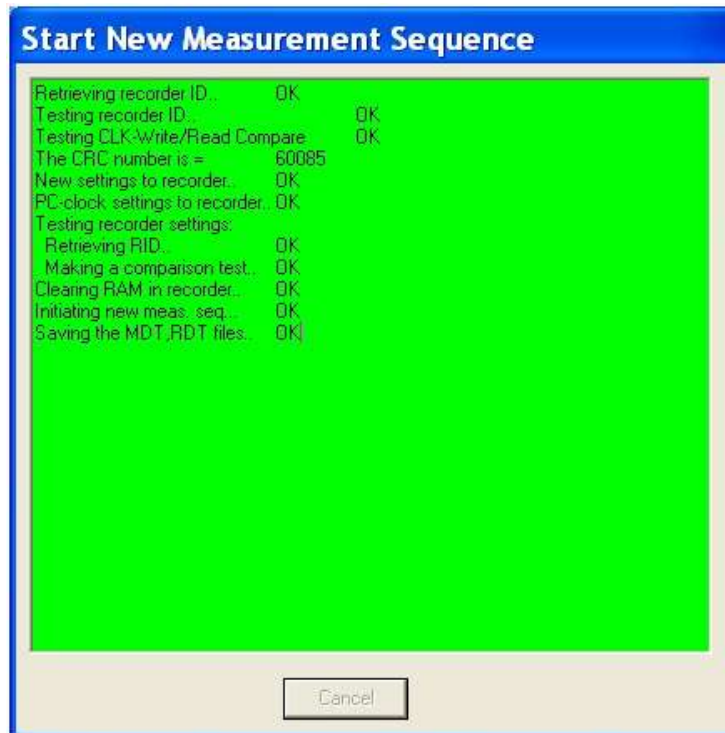 Start New Measurement Sequence
Retrieving recorder ID.. OK
Testing recorder ID.. OK
Testing CLK-Write/Read Compare OK
The CRC number is = 60085
New settings to recorder.. OK
PC-clock settings to recorder.. OK
Testing recorder settings:
Retrieving RID.. OK
Making a comparison test.. OK
Clearing RAM in recorder.. OK
Initiating new meas. seq... OK
Saving the MDT,RDT files.. OK
Cancel